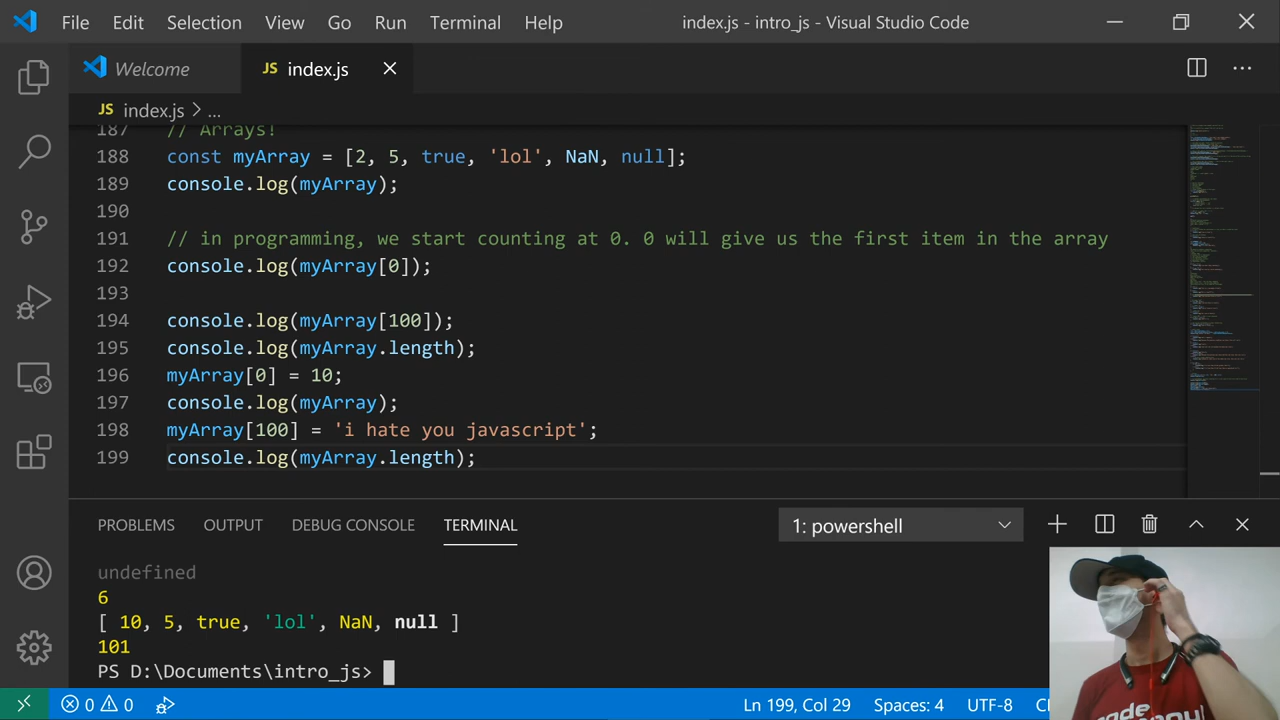 File Edit Selection View Go Run Terminal Help index.js - intro_js - Visual Studio Code
Welcome JS index.js
JS index.js > ...
187 // Arrays!
188 const myArray = [2, 5, true, 'lol', NaN, null];
189 console.log(myArray);
190
191 // in programming, we start counting at 0. 0 will give us the first item in the array
192 console.log(myArray[0]);
193
194 console.log(myArray[100]);
195 console.log(myArray.length);
196 myArray[0] = 10;
197 console.log(myArray);
198 myArray[100] = 'i hate you javascript';
199 console.log(myArray.length);
PROBLEMS OUTPUT DEBUG CONSOLE TERMINAL 1: powershell
undefined
6
[ 10, 5, true, 'lol', NaN, null ]
101
PS D:\Documents\intro_js>
0 0 Ln 199, Col 29 Spaces: 4 UTF-8
code